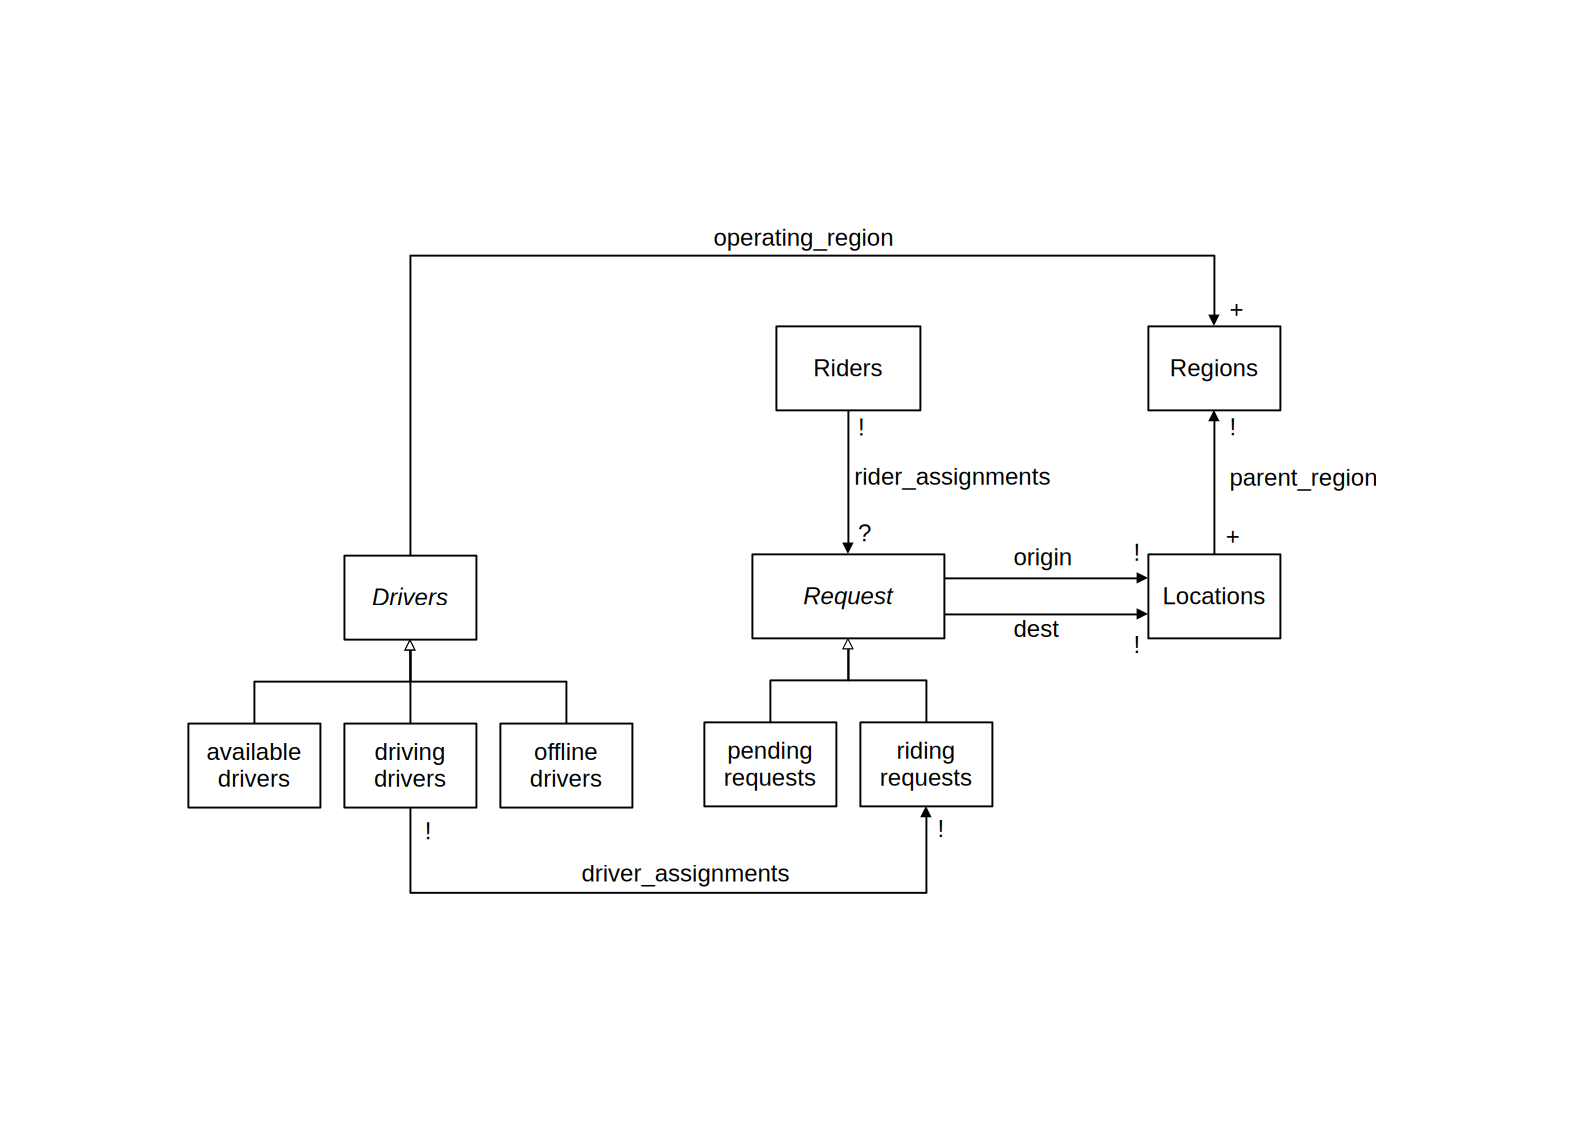 operating_region
+
Riders
Regions
!
!
rider_assignments
parent_region
?
+
origin
!
Drivers
Request
Locations
dest
!
available
drivers
driving
drivers
offline
drivers
pending
requests
riding
requests
!
!
driver_assignments